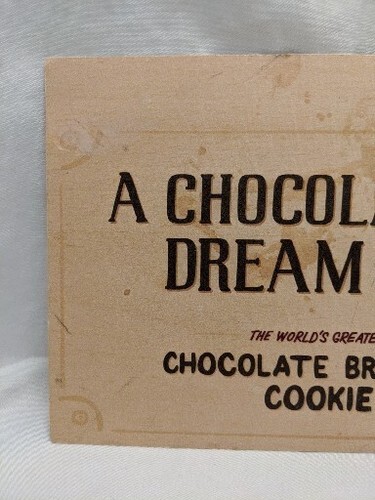 A CHOCOLA
DREAM
THE WORLD'S GREATE
CHOCOLATE BR
COOKIE